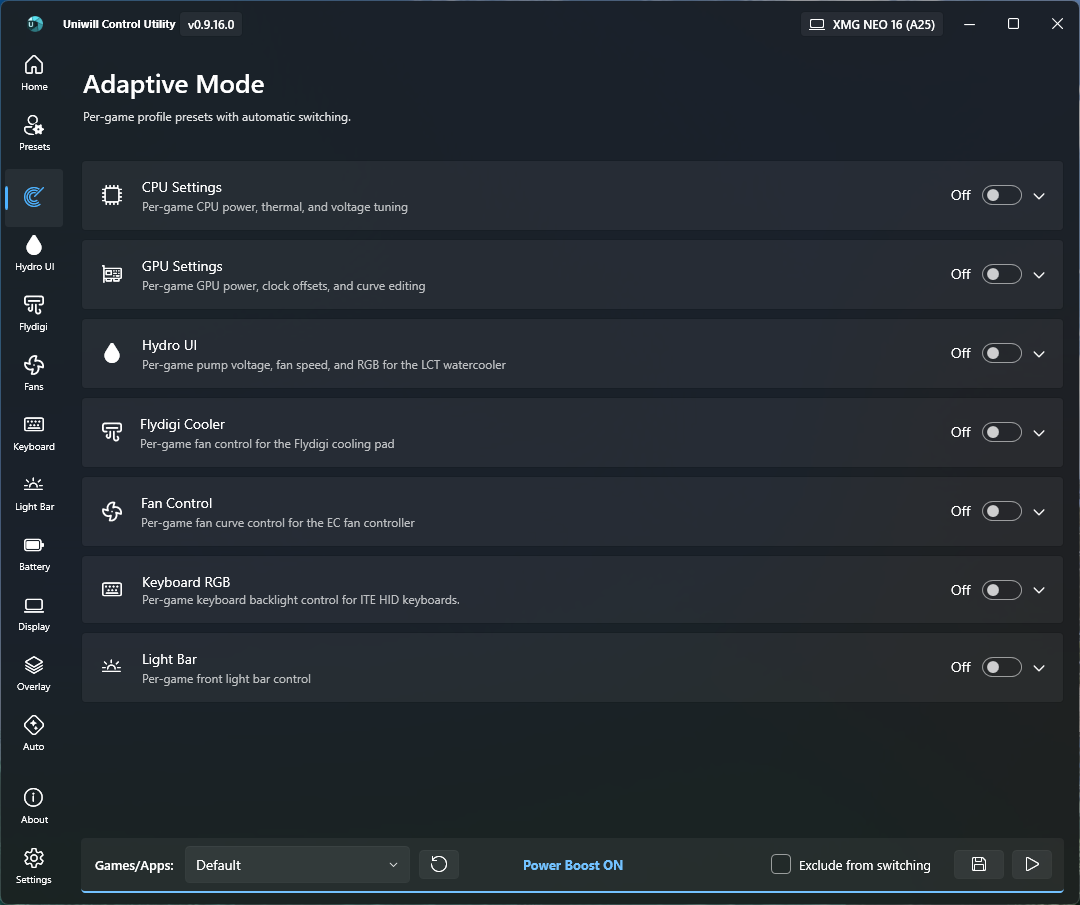 Uniwill Control Utility v0.9.16.0
XMG NEO 16 (A25)
Home
Presets
Hydro UI
Flydigi
Fans
Keyboard
Light Bar
Battery
Display
Overlay
Auto
About
Settings
Adaptive Mode
Per-game profile presets with automatic switching.
CPU Settings
Per-game CPU power, thermal, and voltage tuning
Off
GPU Settings
Per-game GPU power, clock offsets, and curve editing
Off
Hydro UI
Per-game pump voltage, fan speed, and RGB for the LCT watercooler
Off
Flydigi Cooler
Per-game fan control for the Flydigi cooling pad
Off
Fan Control
Per-game fan curve control for the EC fan controller
Off
Keyboard RGB
Per-game keyboard backlight control for ITE HID keyboards.
Off
Light Bar
Per-game front light bar control
Off
Games/Apps: Default Power Boost ON Exclude from switching